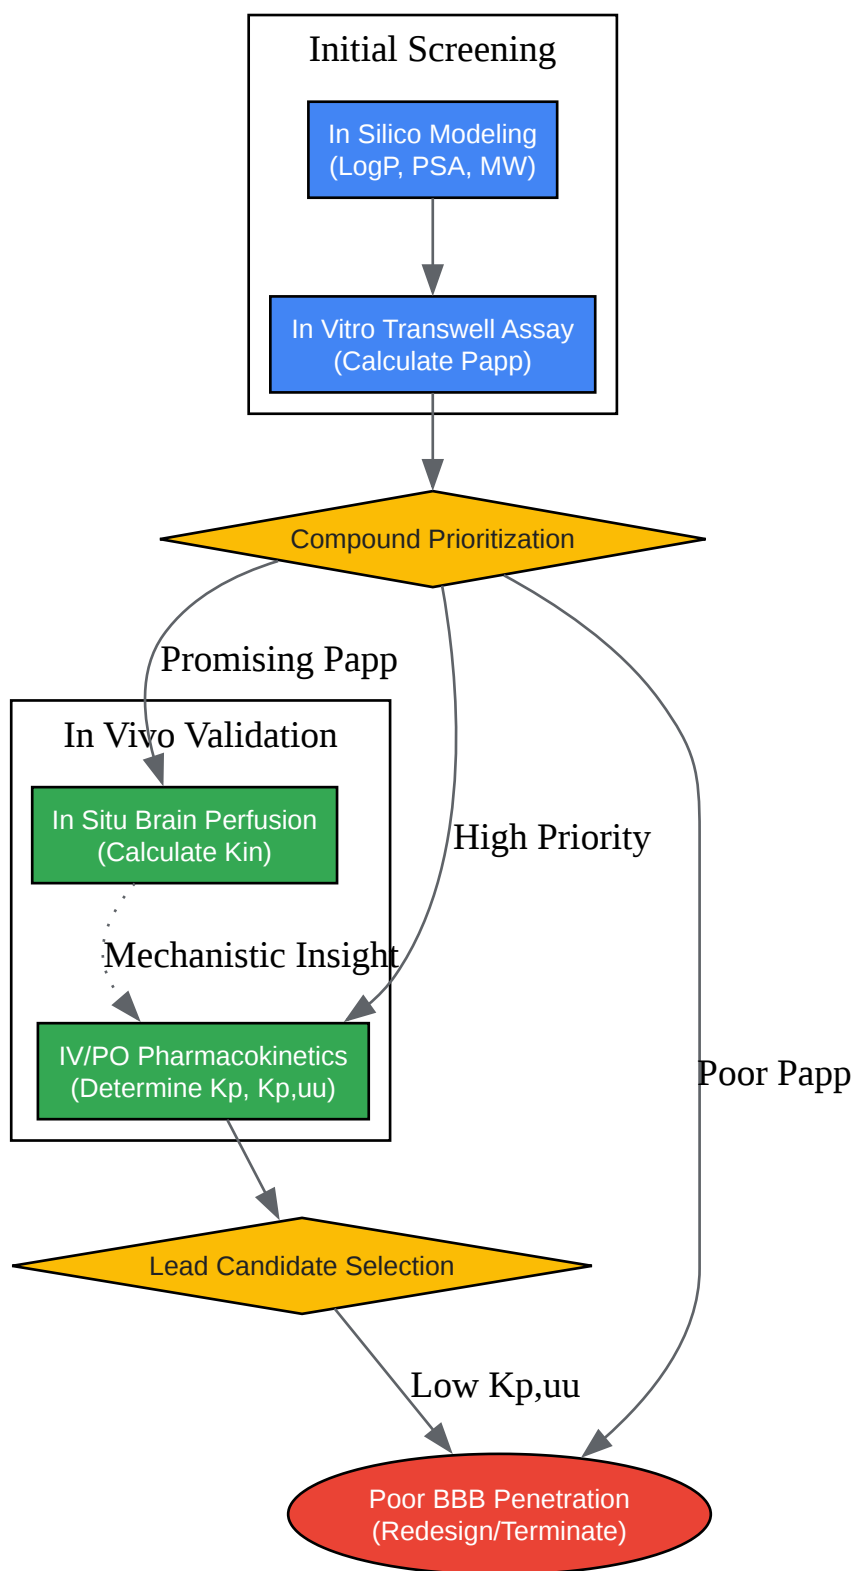 Initial Screening
In Silico Modeling
(LogP, PSA, MW)
In Vitro Transwell Assay
(Calculate Papp)
Compound Prioritization
Promising Papp
In Vivo Validation
In Situ Brain Perfusion
(Calculate Kin)
High Priority
Mechanistic Insight
IV/PO Pharmacokinetics
(Determine Kp, Kp,uu)
Poor Papp
Lead Candidate Selection
Low Kp,uu
Poor BBB Penetration
(Redesign/Terminate)